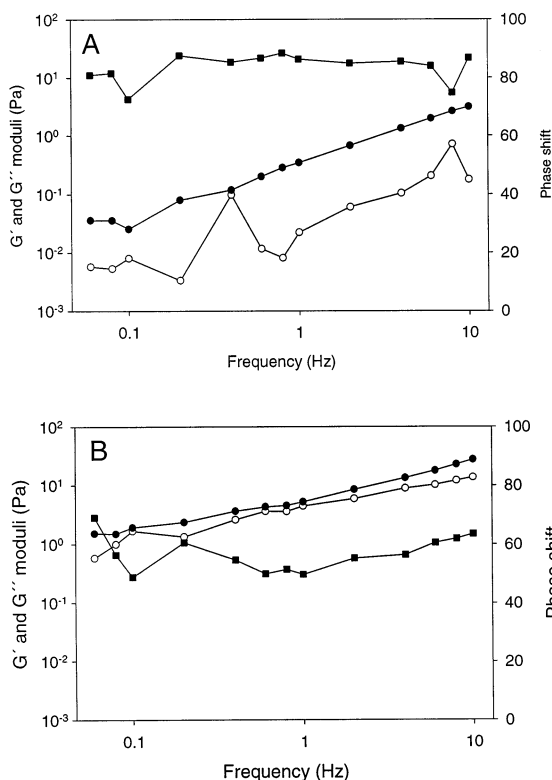 A
10²
10¹
10⁰
10⁻¹
10⁻²
10⁻³
G´ and G´´ moduli (Pa)
100
80
60
40
20
0
Phase shift
0.1 1 10
Frequency (Hz)
B
10²
10¹
10⁰
10⁻¹
10⁻²
10⁻³
G´ and G´´ moduli (Pa)
100
80
60
40
20
0
Phase shift
0.1 1 10
Frequency (Hz)